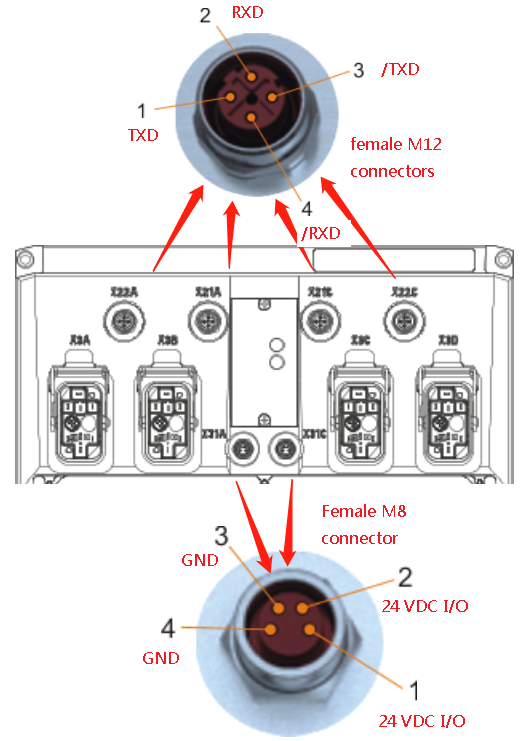 2 RXD
3 /TXD
1
TXD
female M12
connectors
4
/RXD
X22A X21A X21C X22C
X3A X3B X3C X3D
X31A X31C
Female M8
connector
3
GND
2
24 VDC I/O
4
GND
1
24 VDC I/O